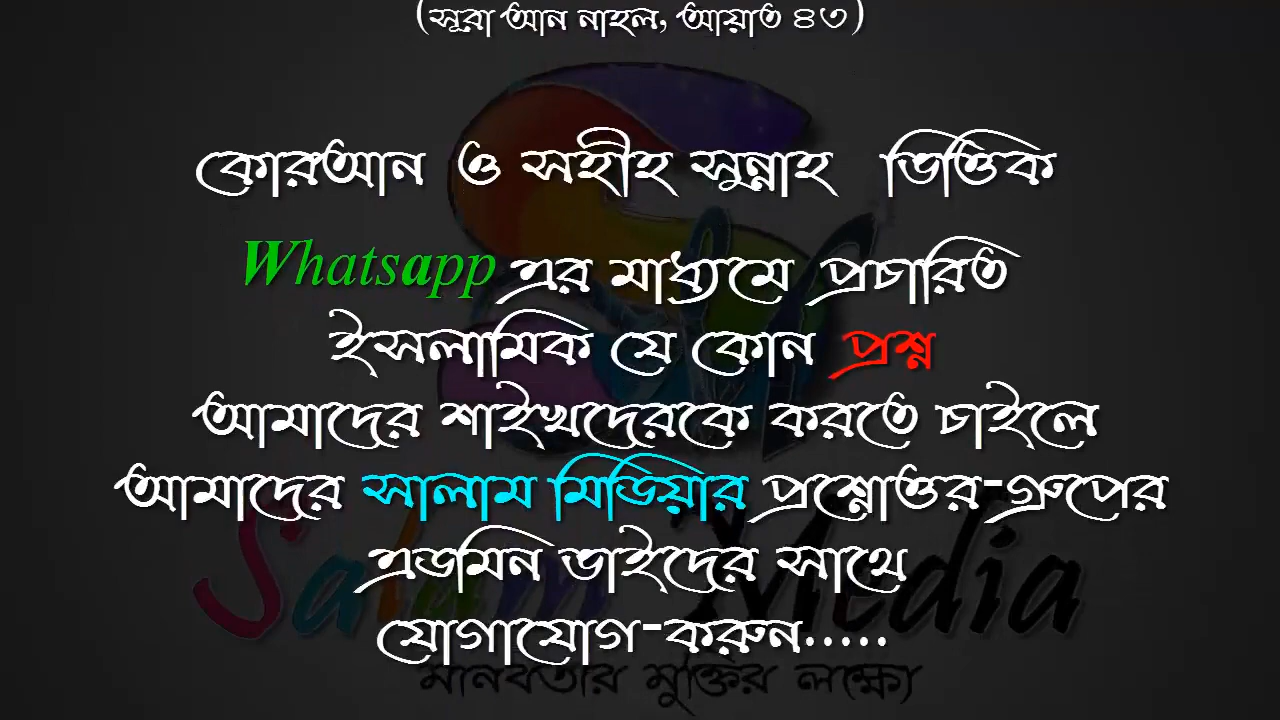 (সূরা আন নাহল, আয়াত ৪৩)
কোরআন ও সহীহ সুন্নাহ ভিত্তিক
Whatsapp এর মাধ্যমে প্রচারিত
ইসলামিক যে কোন প্রশ্ন
আমাদের শাইখদেরকে করতে চাইলে
আমাদের সালাম মিডিয়ার প্রশ্নোত্তর-গ্রুপের
এডমিন ভাইদের সাথে
Salam Media
যোগাযোগ-করুন.....
মানবতার মুক্তির লক্ষ্যে